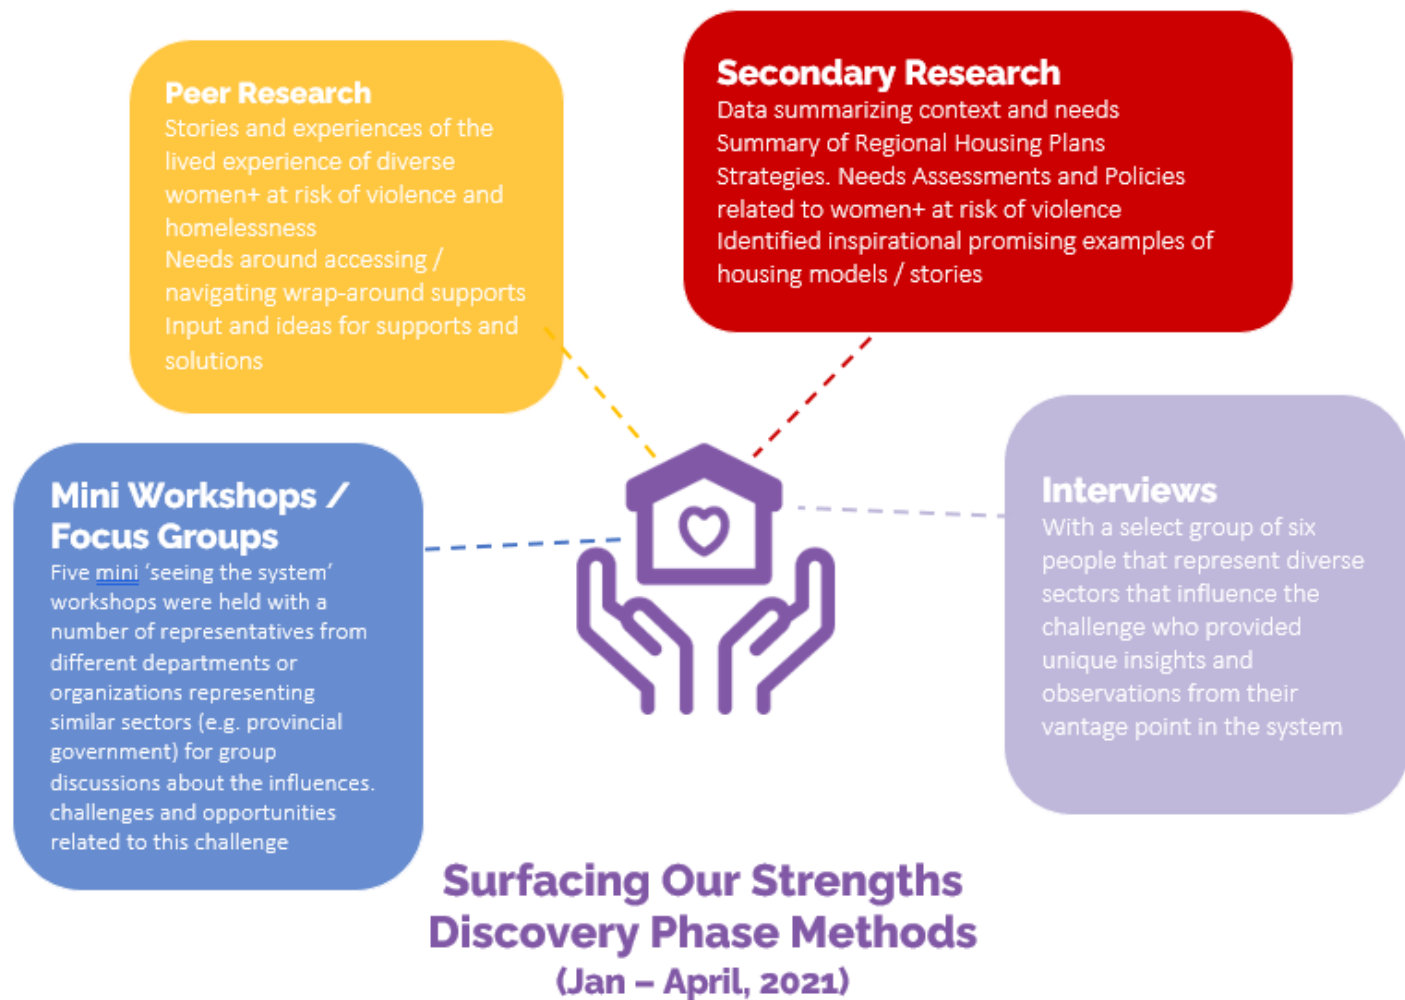 Peer Research
Stories and experiences of the
lived experience of diverse
women+ at risk of violence and
homelessness
Needs around accessing /
navigating wrap-around supports
Input and ideas for supports and
solutions
Secondary Research
Data summarizing context and needs
Summary of Regional Housing Plans
Strategies. Needs Assessments and Policies
related to women+ at risk of violence
Identified inspirational promising examples of
housing models / stories
Mini Workshops /
Focus Groups
Five mini ‘seeing the system’
workshops were held with a
number of representatives from
different departments or
organizations representing
similar sectors (e.g. provincial
government) for group
discussions about the influences.
challenges and opportunities
related to this challenge
Interviews
With a select group of six
people that represent diverse
sectors that influence the
challenge who provided
unique insights and
observations from their
vantage point in the system
Surfacing Our Strengths
Discovery Phase Methods
(Jan – April, 2021)